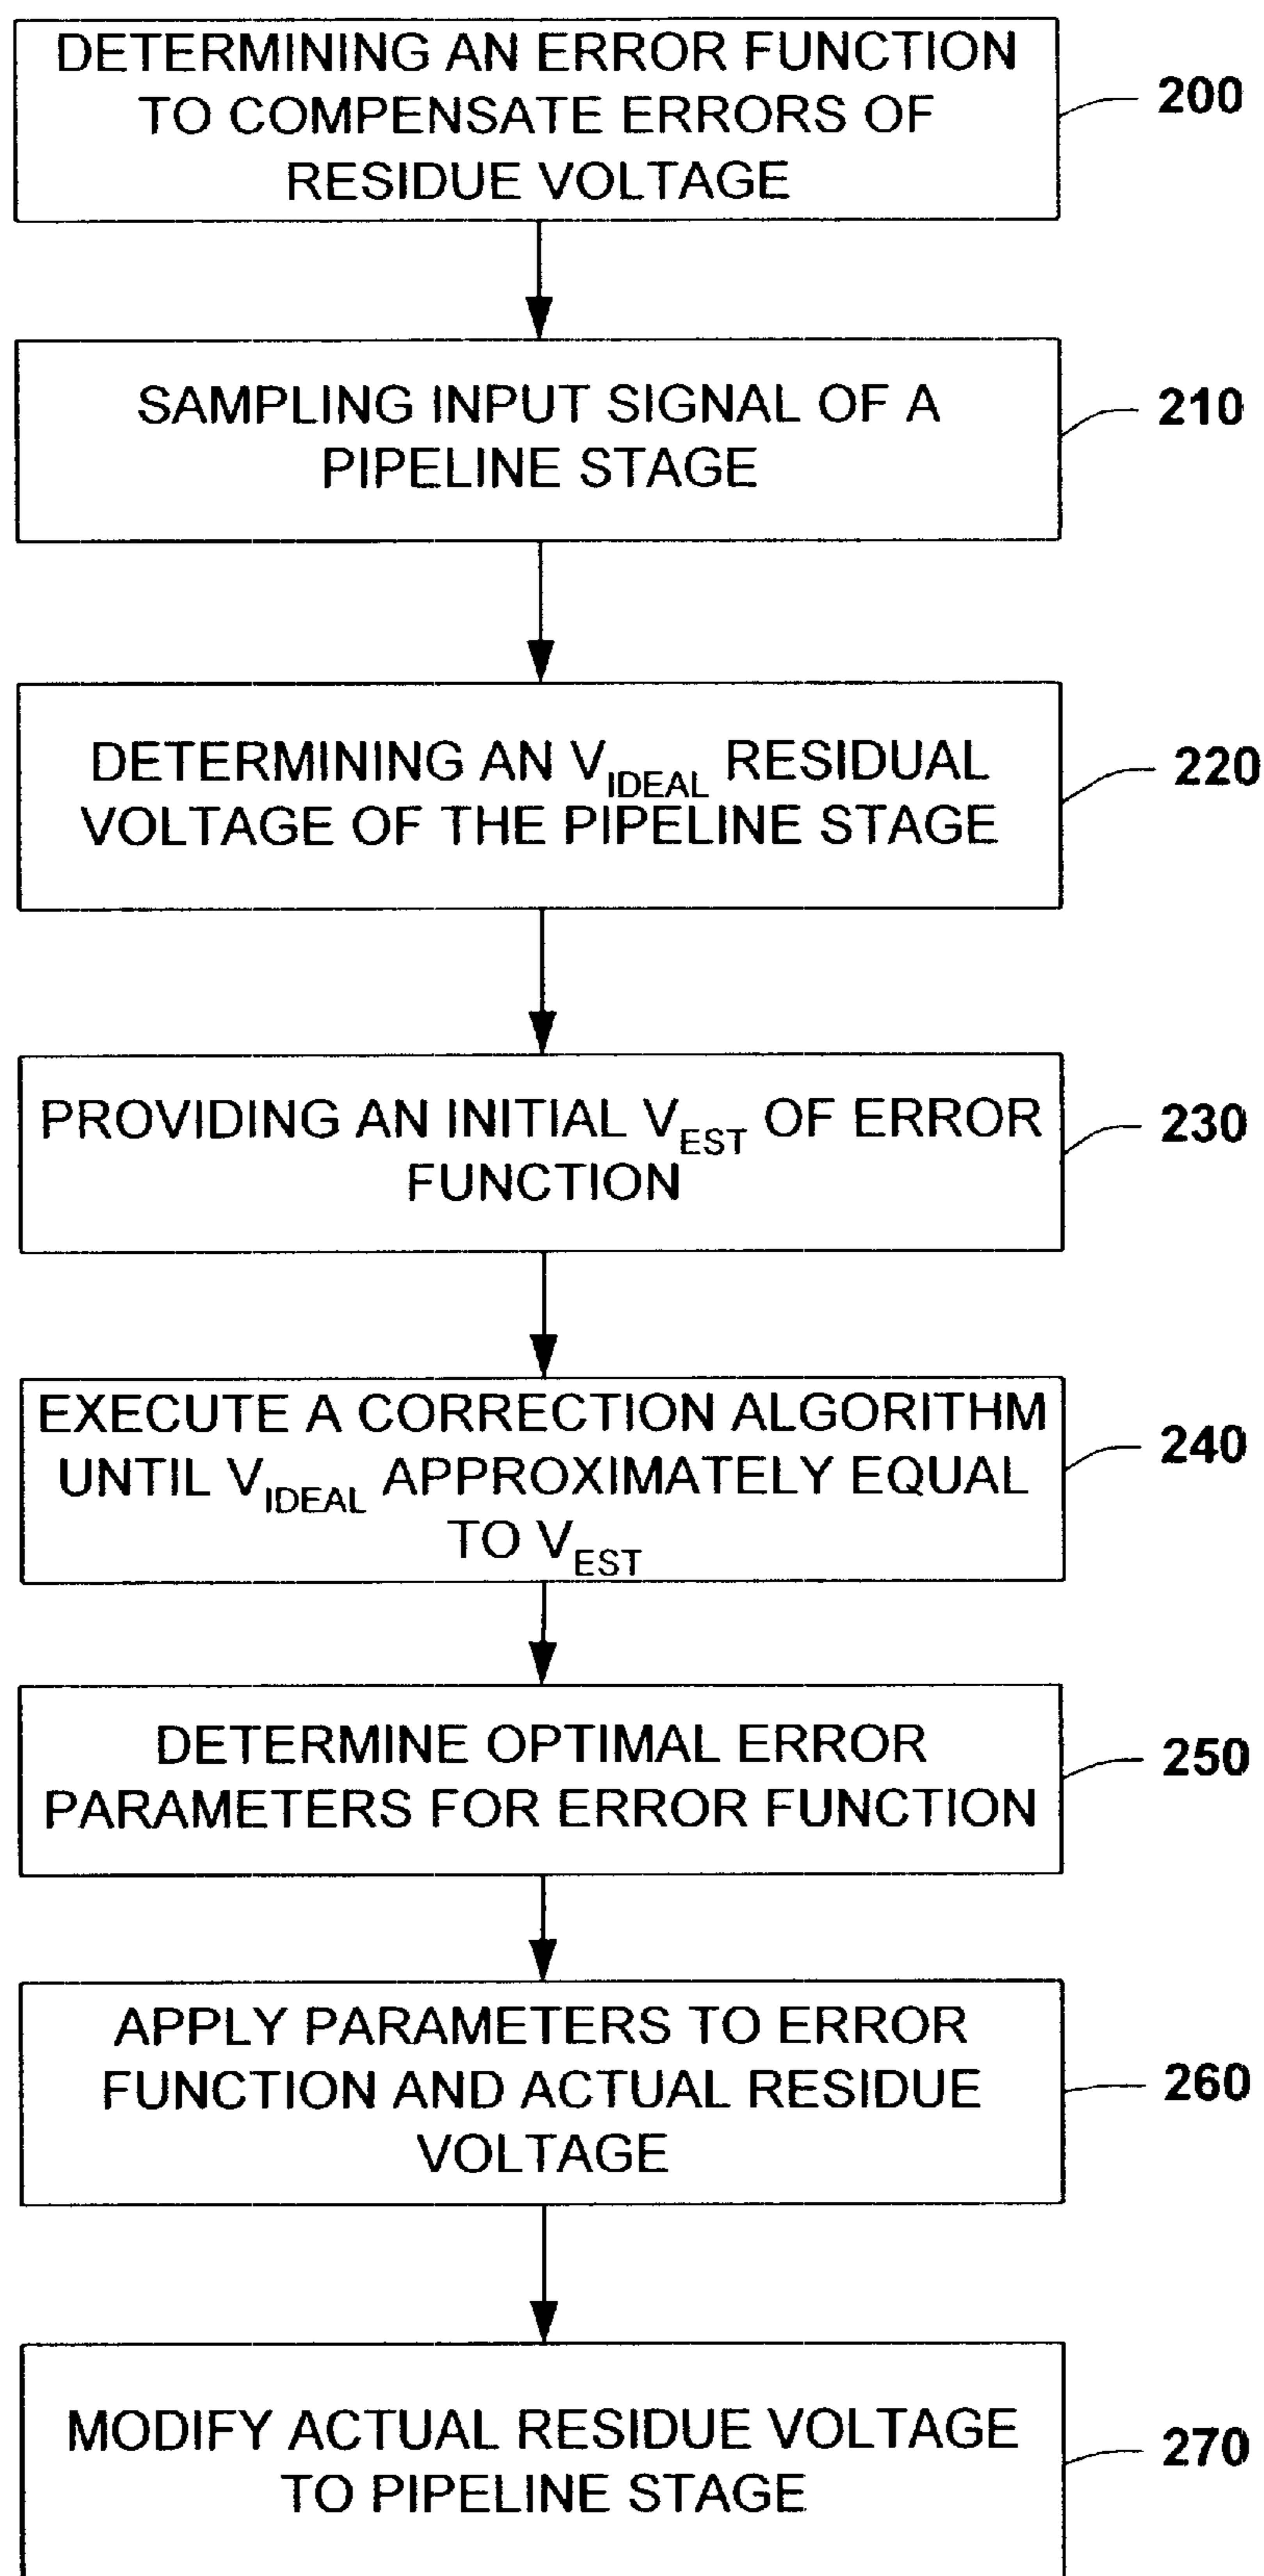 DETERMINING AN ERROR FUNCTION
TO COMPENSATE ERRORS OF
RESIDUE VOLTAGE
200
SAMPLING INPUT SIGNAL OF A
PIPELINE STAGE
210
DETERMINING AN VIDEAL RESIDUAL
VOLTAGE OF THE PIPELINE STAGE
220
PROVIDING AN INITIAL VEST OF ERROR
FUNCTION
230
EXECUTE A CORRECTION ALGORITHM
UNTIL VIDEAL APPROXIMATELY EQUAL
TO VEST
240
DETERMINE OPTIMAL ERROR
PARAMETERS FOR ERROR FUNCTION
250
APPLY PARAMETERS TO ERROR
FUNCTION AND ACTUAL RESIDUE
VOLTAGE
260
MODIFY ACTUAL RESIDUE VOLTAGE
TO PIPELINE STAGE
270